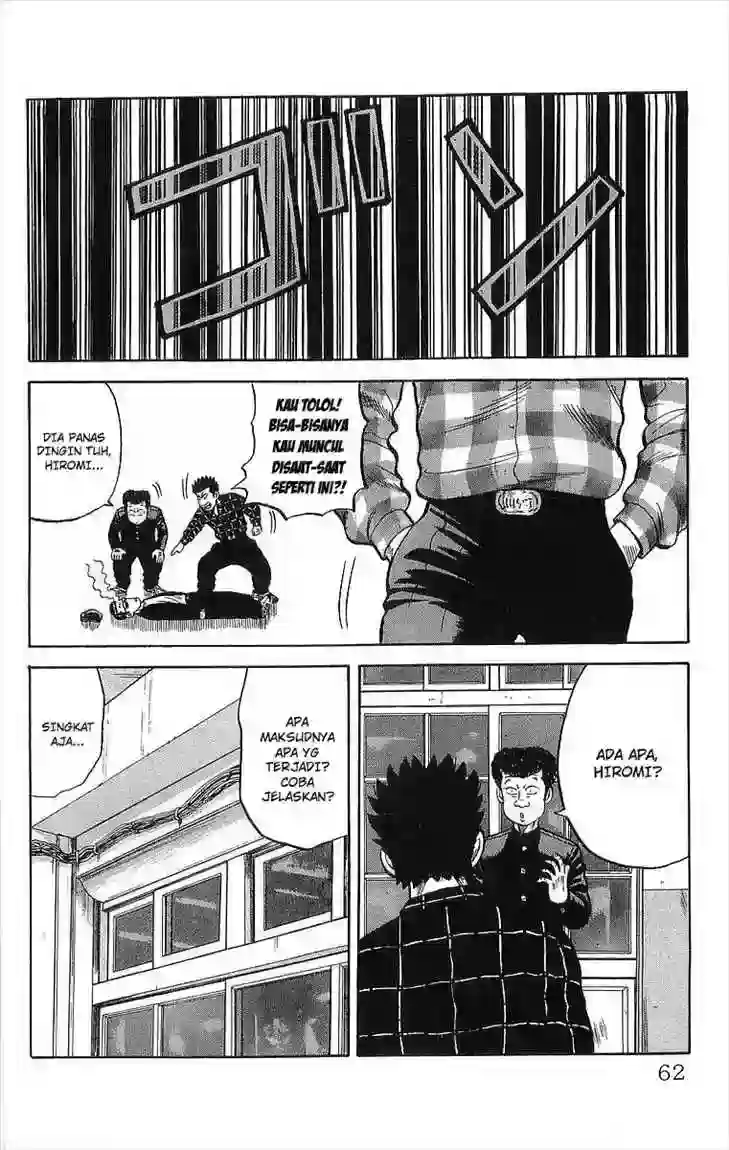 ゴン
KAU TOLOL!
BISA-BISANYA
KAU MUNCUL
DISAAT-SAAT
SEPERTI INI?!
DIA PANAS
DINGIN TUH,
HIROMI...
ADA APA,
HIROMI?
APA
MAKSUDNYA
APA YG
TERJADI?
COBA
JELASKAN?
SINGKAT
AJA...
62